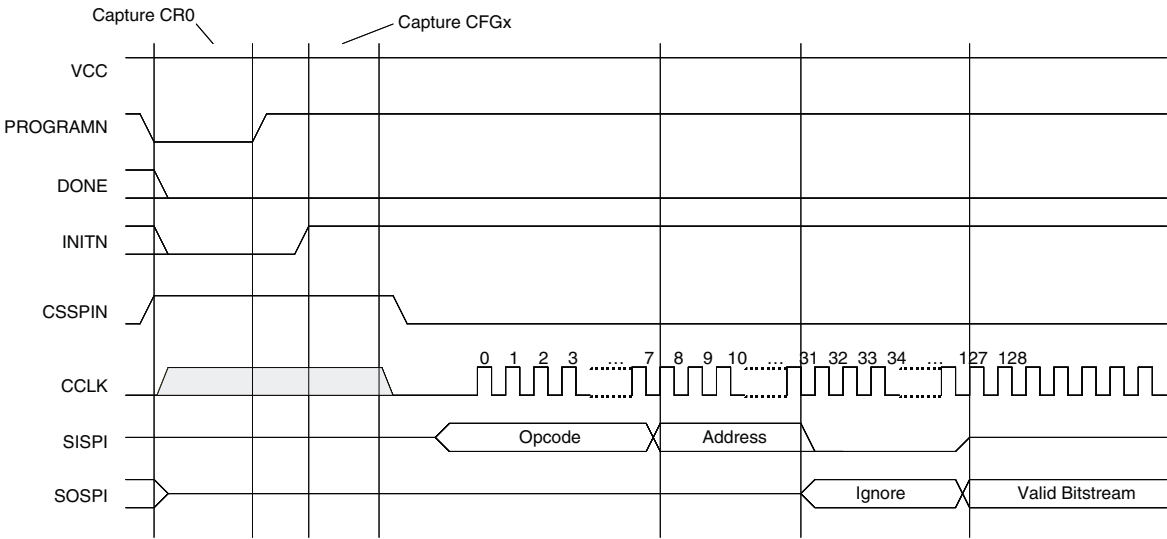 Capture CR0
Capture CFGx
VCC
PROGRAMN
DONE
INITN
CSSPIN
0 1 2 3 ... 7 8 9 10 ... 31 32 33 34 ... 127 128
CCLK
SISPI Opcode Address
SOSPI Ignore Valid Bitstream